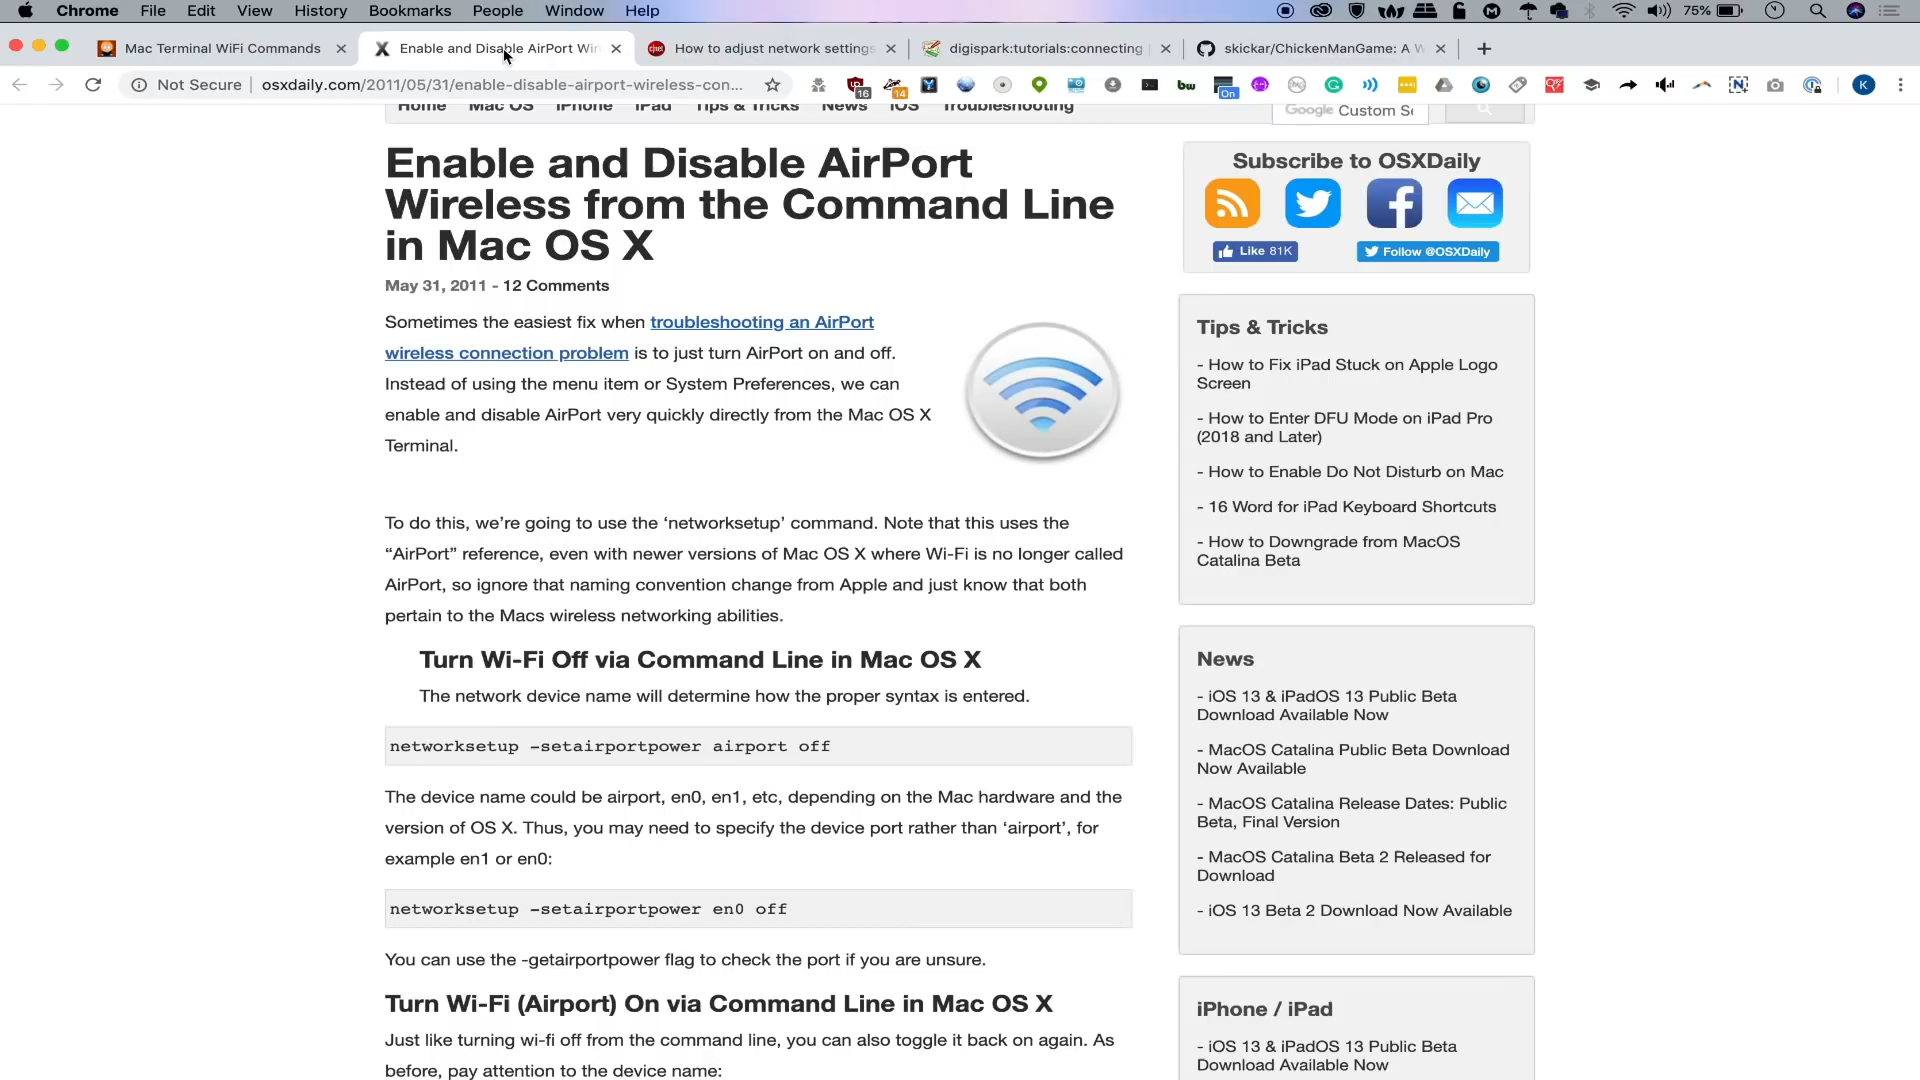 Chrome File Edit View History Bookmarks People Window Help 75%
Mac Terminal WiFi Commands
Enable and Disable AirPort Wir
How to adjust network settings
digispark:tutorials:connecting
skickar/ChickenManGame: A W
Not Secure osxdaily.com/2011/05/31/enable-disable-airport-wireless-con...
16 14 bw On K
Home Mac OS iPhone iPad Tips & Tricks News iOS Troubleshooting
Google Custom Se
Enable and Disable AirPort
Wireless from the Command Line
in Mac OS X
May 31, 2011 - 12 Comments
Sometimes the easiest fix when troubleshooting an AirPort
wireless connection problem is to just turn AirPort on and off.
Instead of using the menu item or System Preferences, we can
enable and disable AirPort very quickly directly from the Mac OS X
Terminal.
To do this, we’re going to use the ‘networksetup’ command. Note that this uses the
“AirPort” reference, even with newer versions of Mac OS X where Wi-Fi is no longer called
AirPort, so ignore that naming convention change from Apple and just know that both
pertain to the Macs wireless networking abilities.
Turn Wi-Fi Off via Command Line in Mac OS X
The network device name will determine how the proper syntax is entered.
networksetup -setairportpower airport off
The device name could be airport, en0, en1, etc, depending on the Mac hardware and the
version of OS X. Thus, you may need to specify the device port rather than ‘airport’, for
example en1 or en0:
networksetup -setairportpower en0 off
You can use the -getairportpower flag to check the port if you are unsure.
Turn Wi-Fi (Airport) On via Command Line in Mac OS X
Just like turning wi-fi off from the command line, you can also toggle it back on again. As
before, pay attention to the device name:
Subscribe to OSXDaily
Like 81K
Follow @OSXDaily
Tips & Tricks
- How to Fix iPad Stuck on Apple Logo
Screen
- How to Enter DFU Mode on iPad Pro
(2018 and Later)
- How to Enable Do Not Disturb on Mac
- 16 Word for iPad Keyboard Shortcuts
- How to Downgrade from MacOS
Catalina Beta
News
- iOS 13 & iPadOS 13 Public Beta
Download Available Now
- MacOS Catalina Public Beta Download
Now Available
- MacOS Catalina Release Dates: Public
Beta, Final Version
- MacOS Catalina Beta 2 Released for
Download
- iOS 13 Beta 2 Download Now Available
iPhone / iPad
- iOS 13 & iPadOS 13 Public Beta
Download Available Now